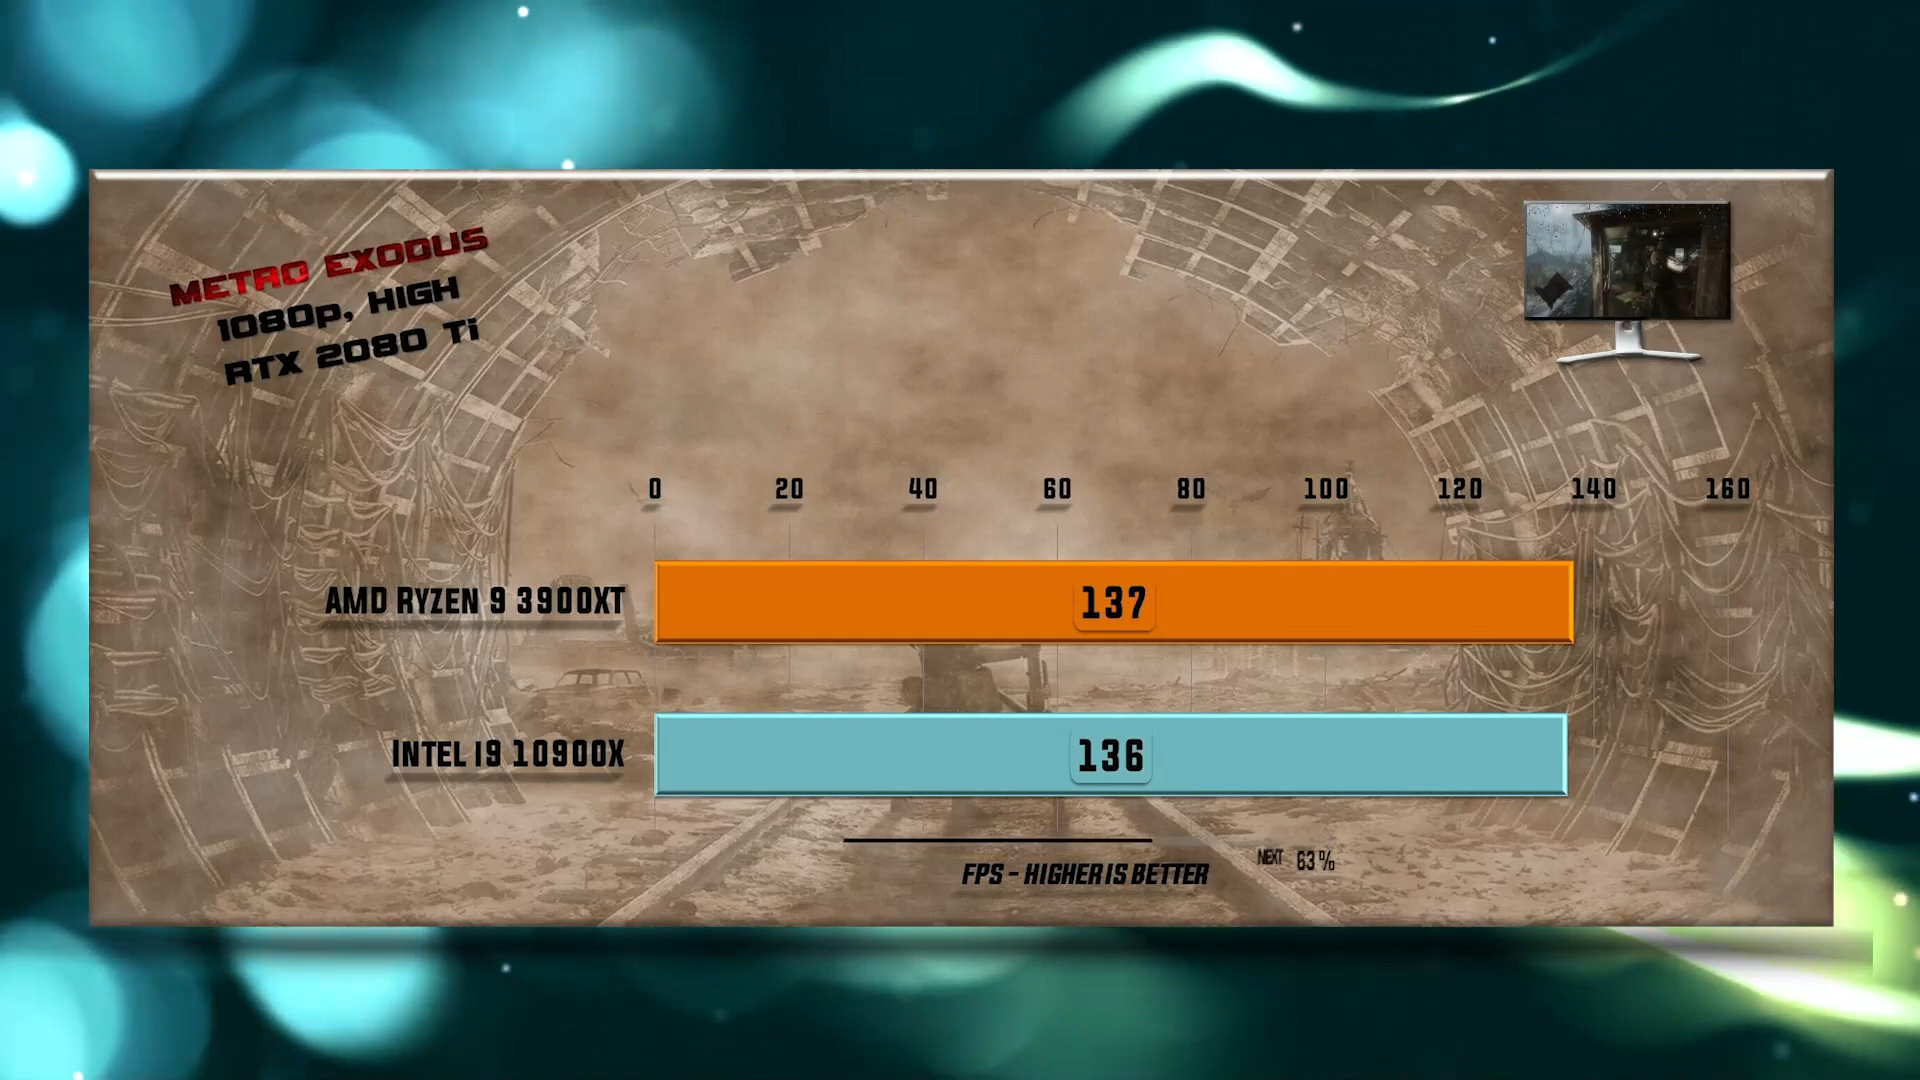 METRO EXODUS
1080p, HIGH
RTX 2080 Ti
0 20 40 60 80 100 120 140 160
AMD RYZEN 9 3900XT 137
INTEL I9 10900X 136
FPS - HIGHER IS BETTER
NEXT 63%